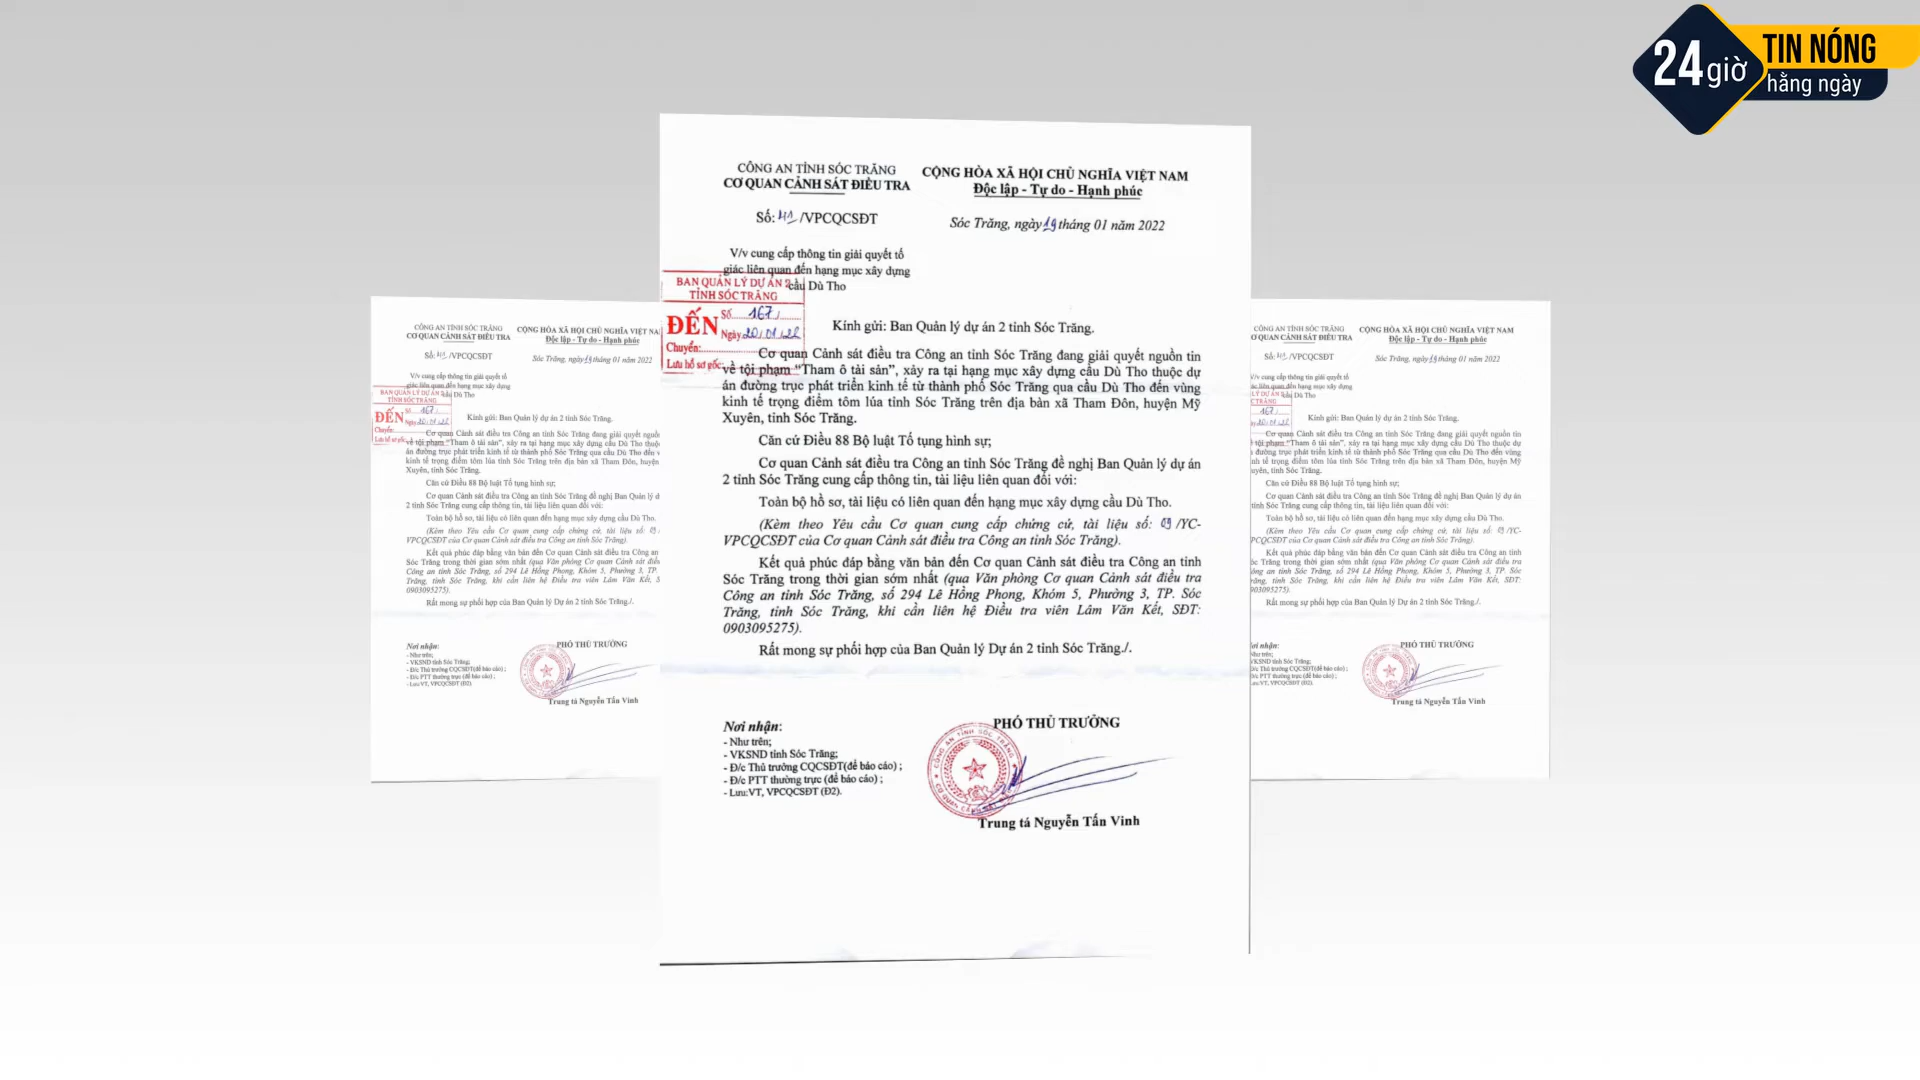 24giờ
TIN NÓNG
hằng ngày
CÔNG AN TỈNH SÓC TRĂNG
CƠ QUAN CẢNH SÁT ĐIỀU TRA
CỘNG HÒA XÃ HỘI CHỦ NGHĨA VIỆT NAM
Độc lập - Tự do - Hạnh phúc
Số: 41 /VPCQCSĐT
Sóc Trăng, ngày 19 tháng 01 năm 2022
V/v cung cấp thông tin giải quyết tố
giác liên quan đến hạng mục xây dựng
cầu Dù Tho
BAN QUẢN LÝ DỰ ÁN 2
TỈNH SÓC TRĂNG
ĐẾN
Số 167
Ngày 20/01/22
Chuyển:
Lưu hồ sơ gốc:
Kính gửi: Ban Quản lý dự án 2 tỉnh Sóc Trăng.
Cơ quan Cảnh sát điều tra Công an tỉnh Sóc Trăng đang giải quyết nguồn tin
về tội phạm “Tham ô tài sản”, xảy ra tại hạng mục xây dựng cầu Dù Tho thuộc dự
án đường trục phát triển kinh tế từ thành phố Sóc Trăng qua cầu Dù Tho đến vùng
kinh tế trọng điểm tôm lúa tỉnh Sóc Trăng trên địa bàn xã Tham Đôn, huyện Mỹ
Xuyên, tỉnh Sóc Trăng.
Căn cứ Điều 88 Bộ luật Tố tụng hình sự;
Cơ quan Cảnh sát điều tra Công an tỉnh Sóc Trăng đề nghị Ban Quản lý dự án
2 tỉnh Sóc Trăng cung cấp thông tin, tài liệu liên quan đối với:
Toàn bộ hồ sơ, tài liệu có liên quan đến hạng mục xây dựng cầu Dù Tho.
(Kèm theo Yêu cầu Cơ quan cung cấp chứng cứ, tài liệu số: 09 /YC-
VPCQCSĐT của Cơ quan Cảnh sát điều tra Công an tỉnh Sóc Trăng).
Kết quả phúc đáp bằng văn bản đến Cơ quan Cảnh sát điều tra Công an tỉnh
Sóc Trăng trong thời gian sớm nhất (qua Văn phòng Cơ quan Cảnh sát điều tra
Công an tỉnh Sóc Trăng, số 294 Lê Hồng Phong, Khóm 5, Phường 3, TP. Sóc
Trăng, tỉnh Sóc Trăng, khi cần liên hệ Điều tra viên Lâm Văn Kết, SĐT:
0903095275).
Rất mong sự phối hợp của Ban Quản lý Dự án 2 tỉnh Sóc Trăng./.
Nơi nhận:
- Như trên;
- VKSND tỉnh Sóc Trăng;
- Đ/c Thủ trưởng CQCSĐT(để báo cáo) ;
- Đ/c PTT thường trực (để báo cáo) ;
- Lưu:VT, VPCQCSĐT (Đ2).
PHÓ THỦ TRƯỞNG
Trung tá Nguyễn Tấn Vinh